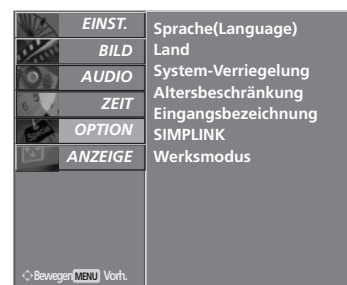 EINST.
BILD
AUDIO
ZEIT
OPTION
ANZEIGE
Sprache(Language)
Land
System-Verriegelung
Altersbeschränkung
Eingangsbezeichnung
SIMPLINK
Werksmodus
Bewegen MENU Vorh.